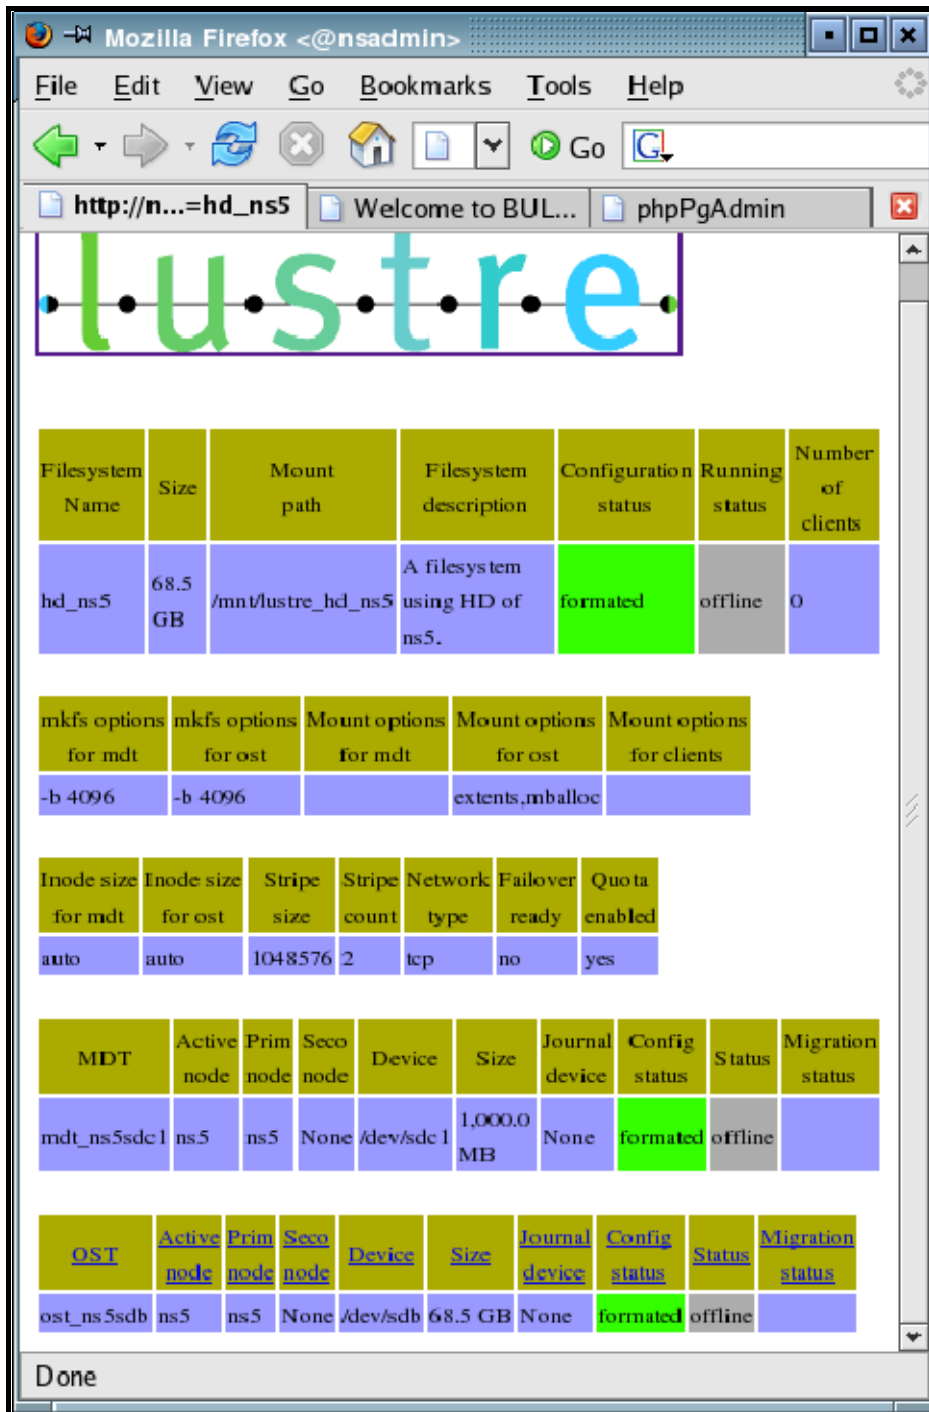 Mozilla Firefox <@nsadmin>
File Edit View Go Bookmarks Tools Help
Go G
http://n...=hd_ns5 Welcome to BUL... phpPgAdmin
lustre
Filesystem Name Size Mount path Filesystem description Configuration status Running status Number of clients
hd_ns5 68.5 GB /mnt/lustre_hd_ns5 A filesystem using HD of ns5. formated offline 0
mkfs options for mdt mkfs options for ost Mount options for mdt Mount options for ost Mount options for clients
-b 4096 -b 4096 extents,mballoc
Inode size for mdt Inode size for ost Stripe size Stripe count Network type Failover ready Quota enabled
auto auto 1048576 2 tcp no yes
MDT Active node Prim node Seco node Device Size Journal device Config status Status Migration status
mdt_ns5sdc1 ns5 ns5 None /dev/sdc1 1,000.0 MB None formated offline
OST Active node Prim node Seco node Device Size Journal device Config status Status Migration status
ost_ns5sdb ns5 ns5 None /dev/sdb 68.5 GB None formated offline
Done